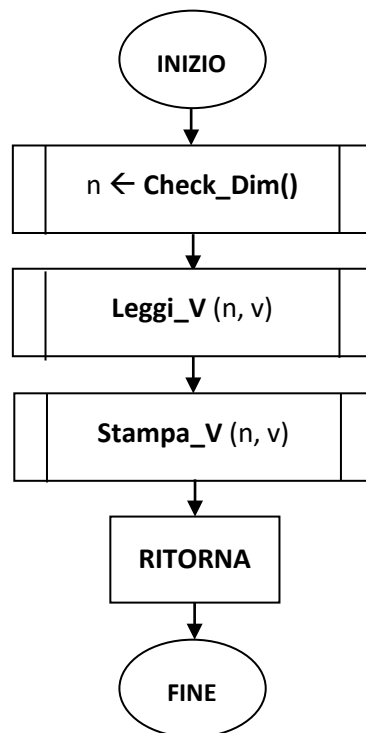 INIZIO
n ← Check_Dim()
Leggi_V (n, v)
Stampa_V (n, v)
RITORNA
FINE